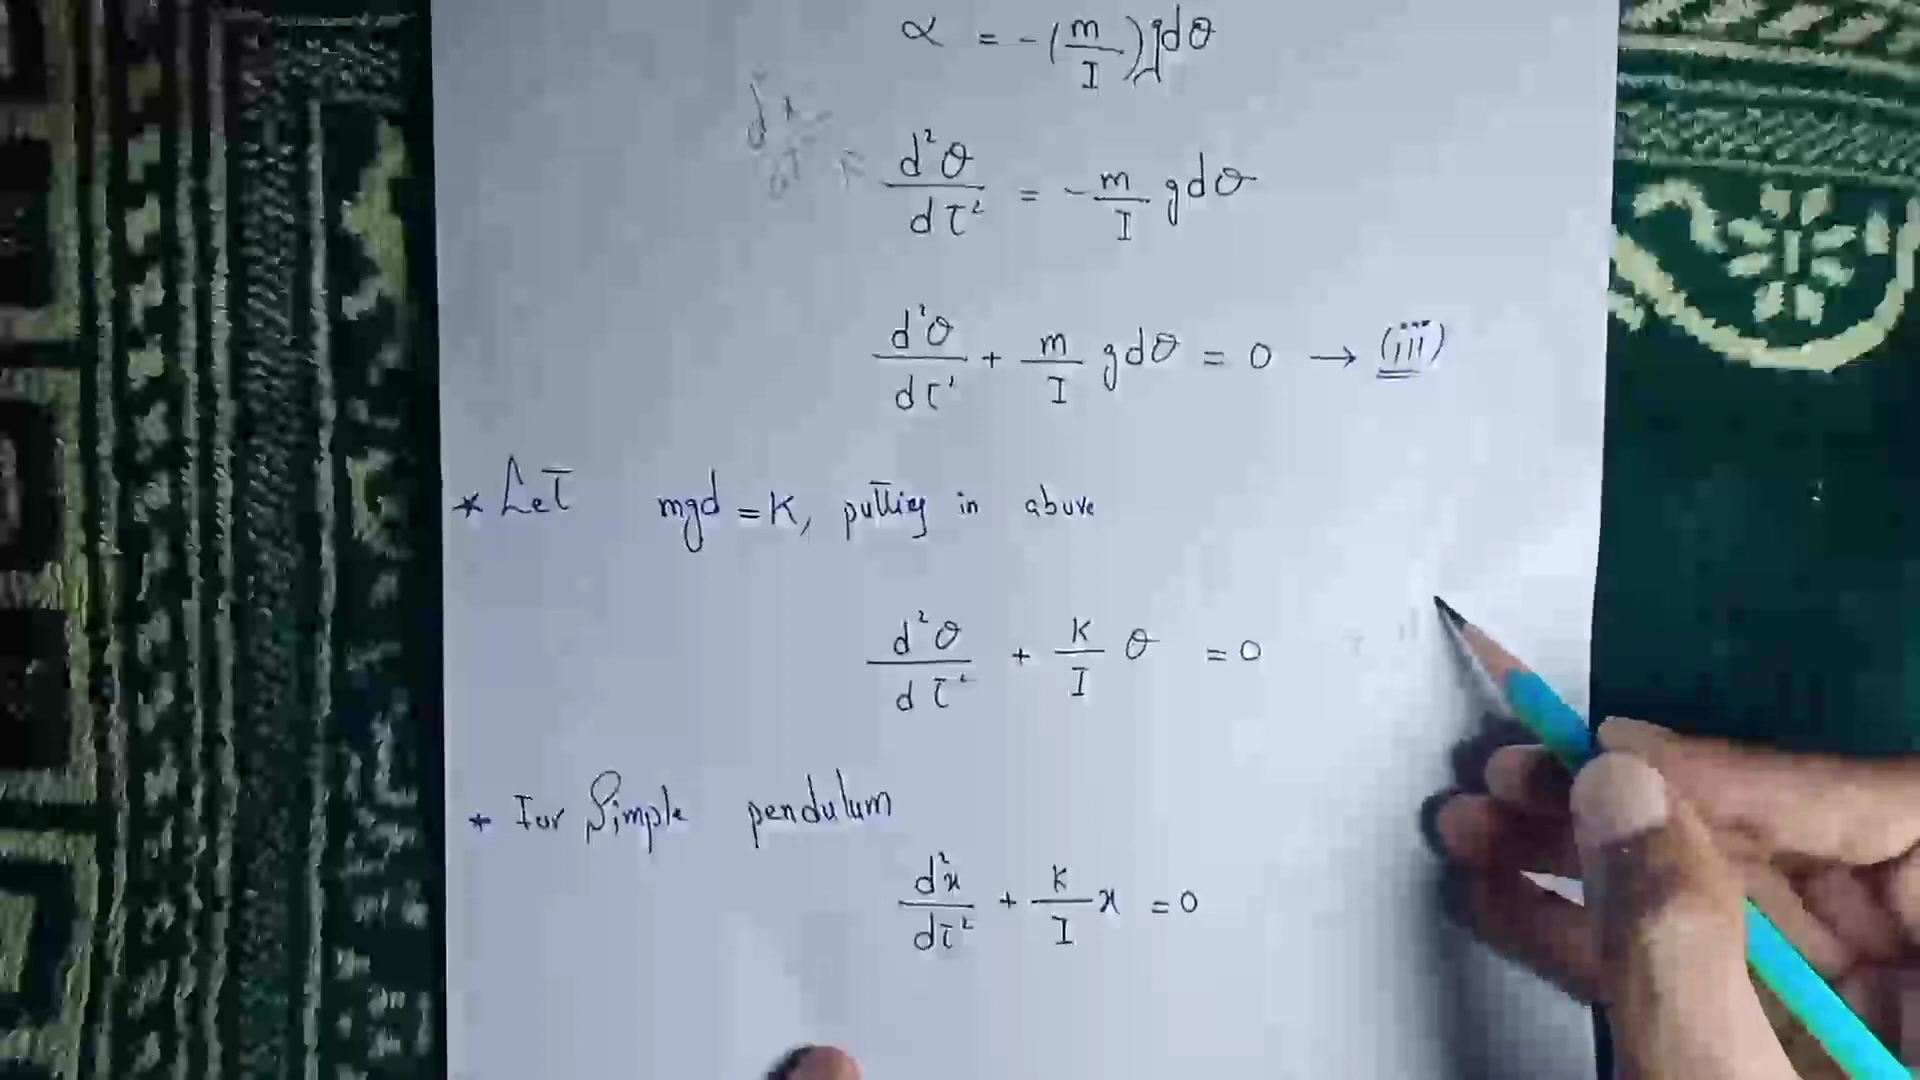 α = -(m/I)gdθ
d²θ/dt² = -m/I gdθ
d²θ/dt² + m/I gdθ = 0 → (iii)
* Let mgd = K, putting in above
d²θ/dt² + K/I θ = 0
* For Simple pendulum
d²x/dt² + K/I x = 0